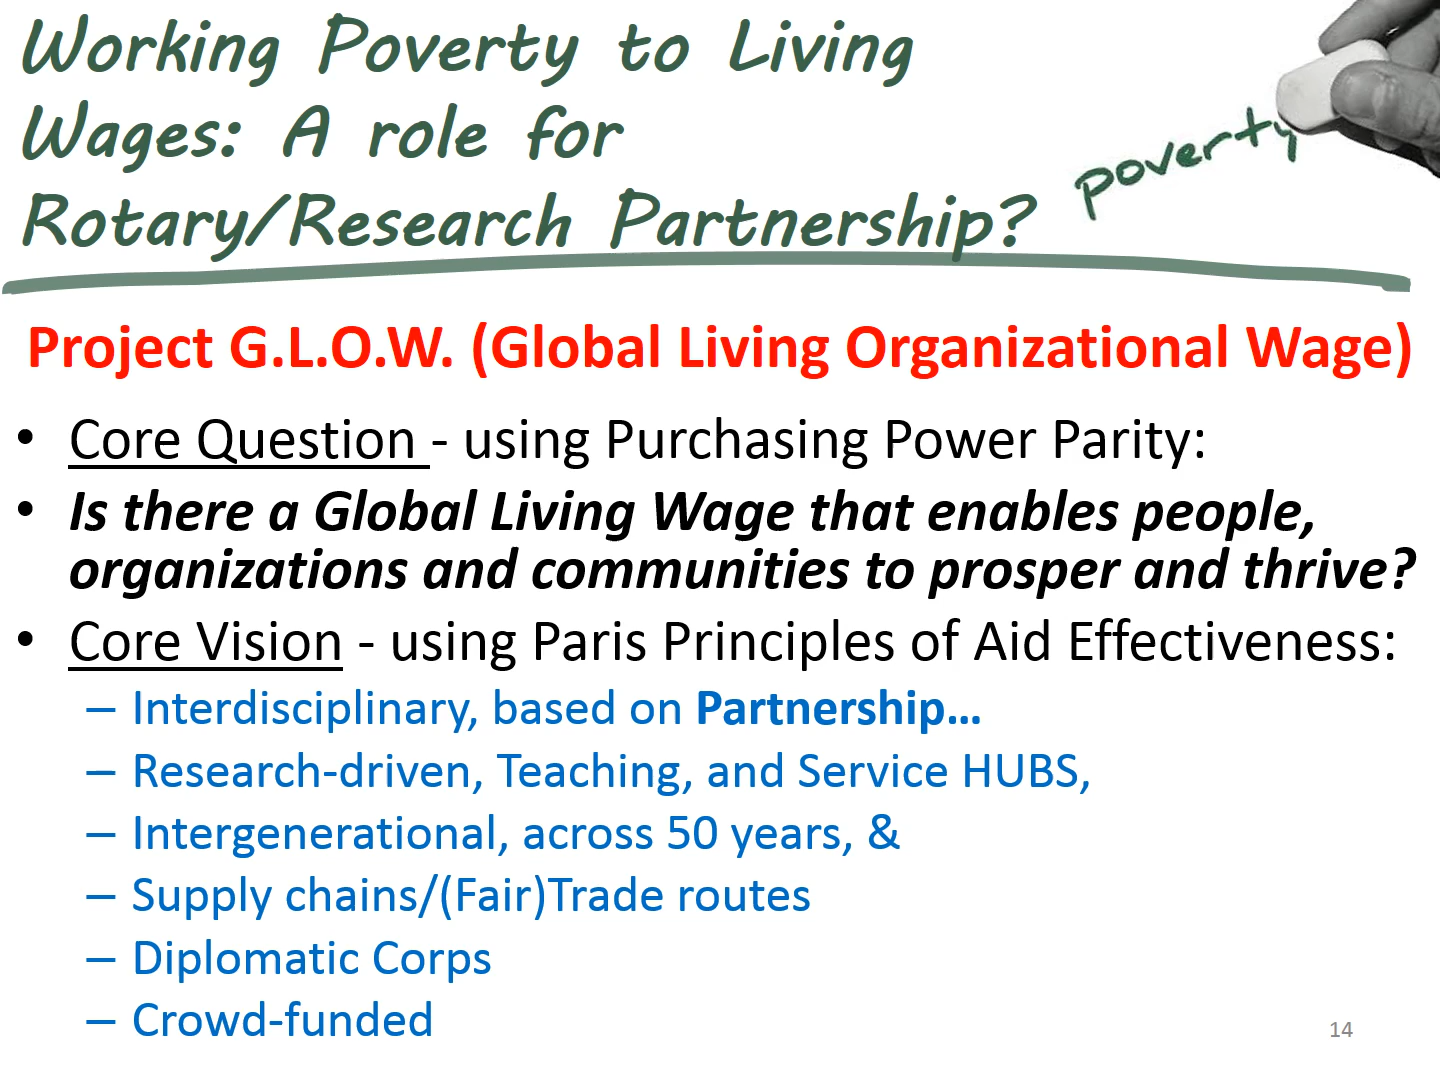 Working Poverty to Living
Wages: A role for
Rotary/Research Partnership?
poverty
Project G.L.O.W. (Global Living Organizational Wage)
• Core Question - using Purchasing Power Parity:
• Is there a Global Living Wage that enables people,
organizations and communities to prosper and thrive?
• Core Vision - using Paris Principles of Aid Effectiveness:
– Interdisciplinary, based on Partnership...
– Research-driven, Teaching, and Service HUBS,
– Intergenerational, across 50 years, &
– Supply chains/(Fair)Trade routes
– Diplomatic Corps
– Crowd-funded
14